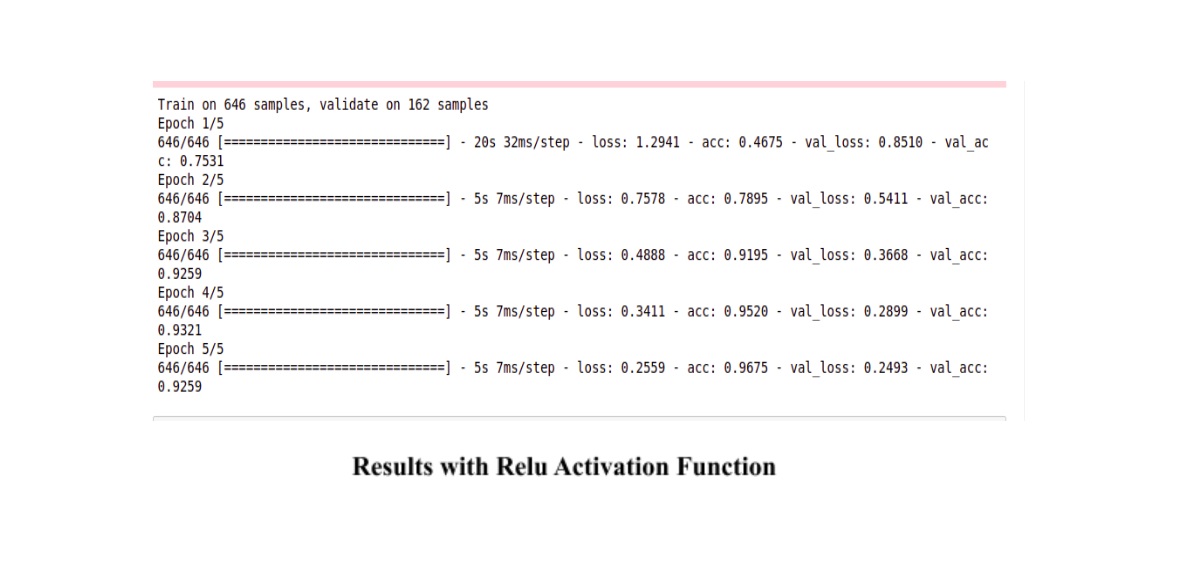 Train on 646 samples, validate on 162 samples
Epoch 1/5
646/646 [==============================] - 20s 32ms/step - loss: 1.2941 - acc: 0.4675 - val_loss: 0.8510 - val_ac
c: 0.7531
Epoch 2/5
646/646 [==============================] - 5s 7ms/step - loss: 0.7578 - acc: 0.7895 - val_loss: 0.5411 - val_acc:
0.8704
Epoch 3/5
646/646 [==============================] - 5s 7ms/step - loss: 0.4888 - acc: 0.9195 - val_loss: 0.3668 - val_acc:
0.9259
Epoch 4/5
646/646 [==============================] - 5s 7ms/step - loss: 0.3411 - acc: 0.9520 - val_loss: 0.2899 - val_acc:
0.9321
Epoch 5/5
646/646 [==============================] - 5s 7ms/step - loss: 0.2559 - acc: 0.9675 - val_loss: 0.2493 - val_acc:
0.9259
Results with Relu Activation Function